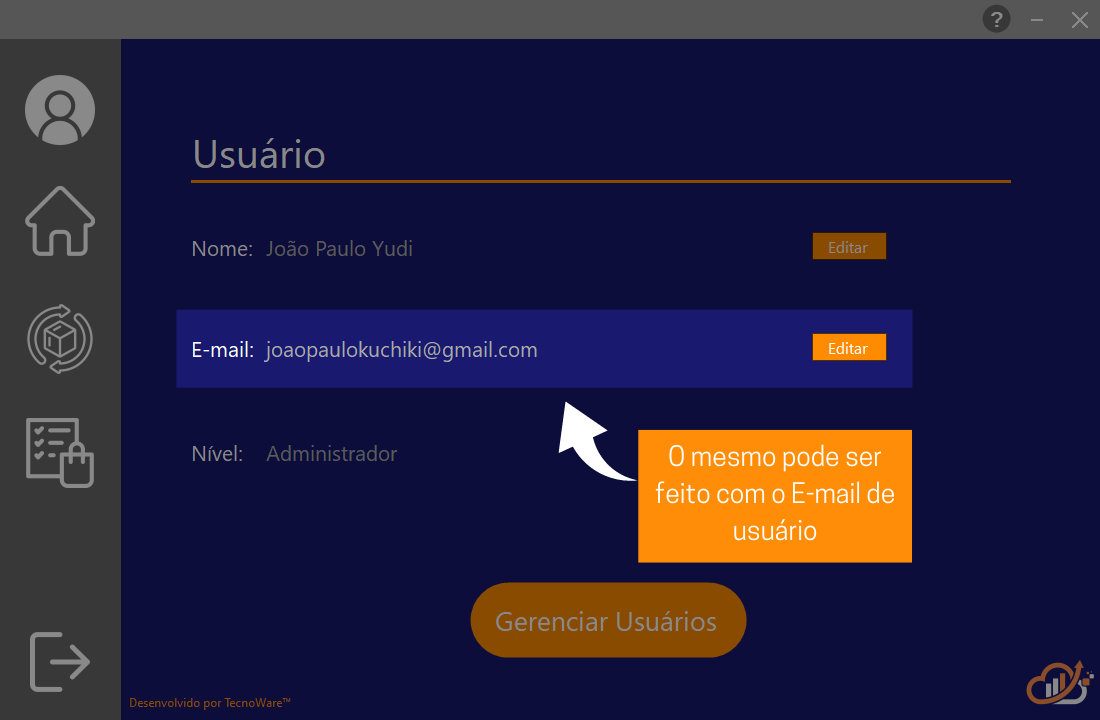 ?
Usuário
Nome: João Paulo Yudi
Editar
E-mail: joaopaulokuchiki@gmail.com
Editar
Nível: Administrador
O mesmo pode ser
feito com o E-mail de
usuário
Gerenciar Usuários
Desenvolvido por TecnoWare™